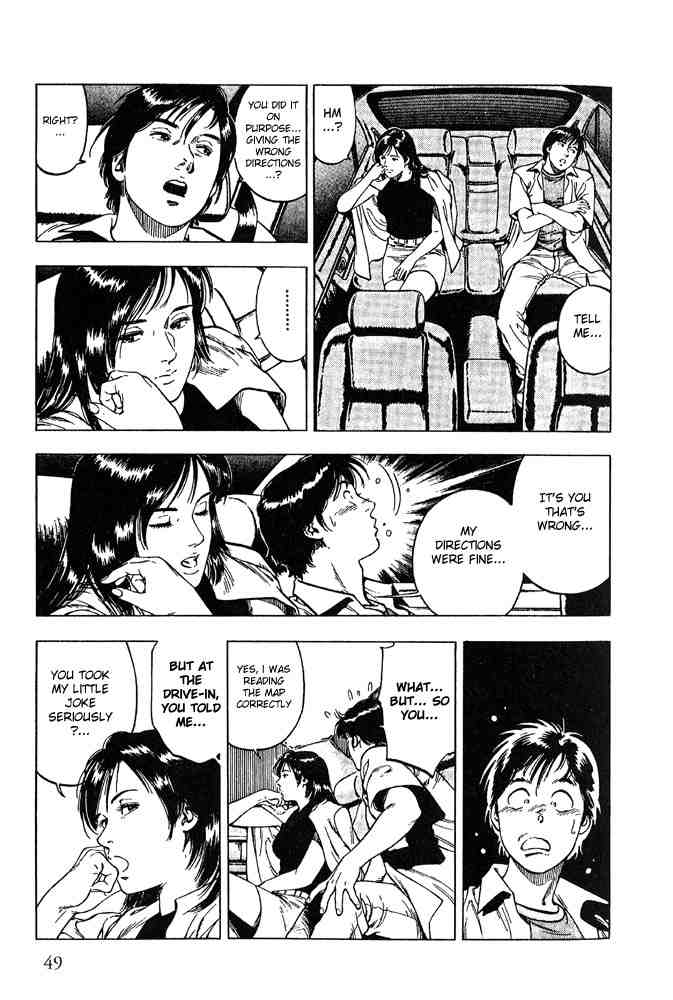 TELL
ME...
HM
...?
YOU DID IT
ON
PURPOSE...
GIVING THE
WRONG
DIRECTIONS
...?
RIGHT?
...
.........
IT'S YOU
THAT'S
WRONG...
MY
DIRECTIONS
WERE FINE...
WHAT...
BUT... SO
YOU...
YES, I WAS
READING
THE MAP
CORRECTLY
BUT AT
THE
DRIVE-IN,
YOU TOLD
ME...
YOU TOOK
MY LITTLE
JOKE
SERIOUSLY
?...
49